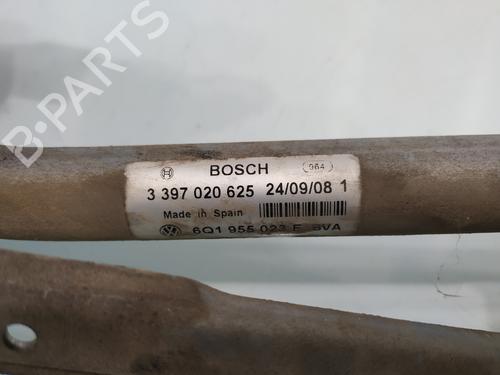 B-PARTS
BOSCH 964
3 397 020 625 24/09/08 1
Made in Spain
6Q1 955 023 E SVA